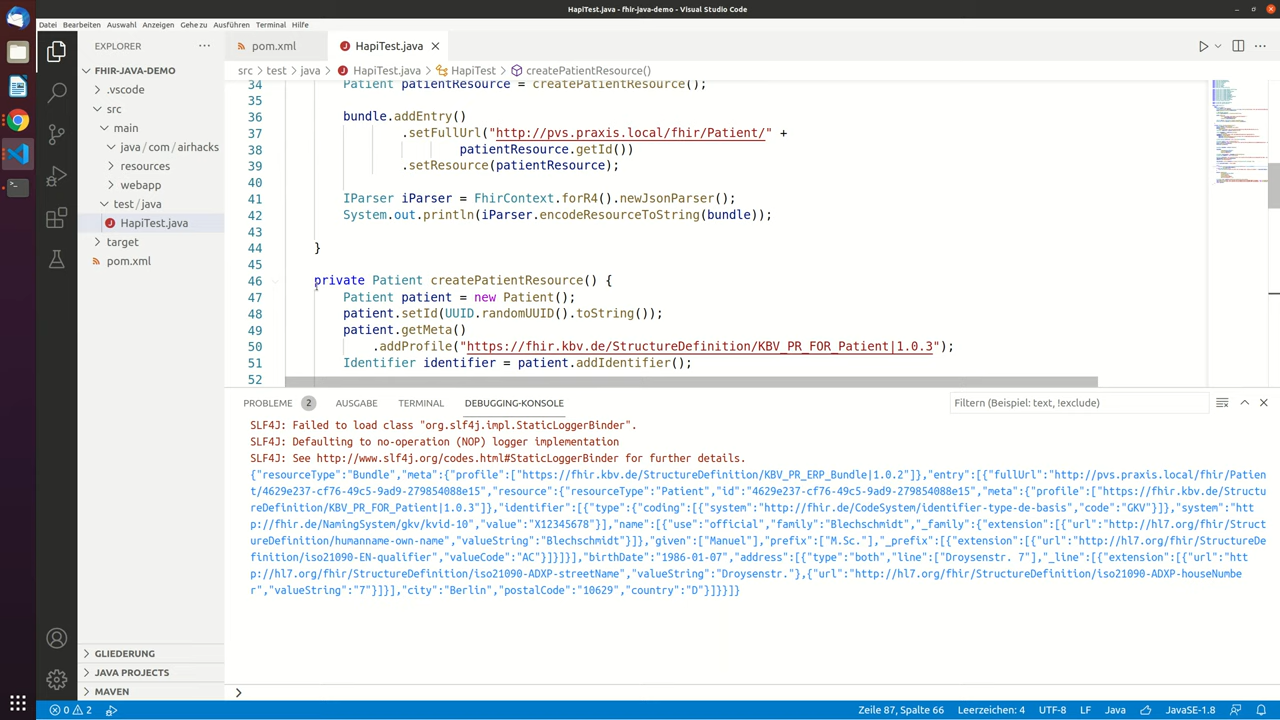 HapiTest.java - fhir-java-demo - Visual Studio Code
Datei Bearbeiten Auswahl Anzeigen Gehe zu Ausführen Terminal Hilfe
EXPLORER
pom.xml
HapiTest.java
src > test > java > HapiTest.java > HapiTest > createPatientResource()
FHIR-JAVA-DEMO
.vscode
src
main
java / com / airhacks
resources
webapp
test / java
HapiTest.java
target
pom.xml
GLIEDERUNG
JAVA PROJECTS
MAVEN
34 Patient patientResource = createPatientResource();
35
36 bundle.addEntry()
37 .setFullUrl("http://pvs.praxis.local/fhir/Patient/" +
38 patientResource.getId())
39 .setResource(patientResource);
40
41 IParser iParser = FhirContext.forR4().newJsonParser();
42 System.out.println(iParser.encodeResourceToString(bundle));
43
44 }
45
46 private Patient createPatientResource() {
47 Patient patient = new Patient();
48 patient.setId(UUID.randomUUID().toString());
49 patient.getMeta()
50 .addProfile("https://fhir.kbv.de/StructureDefinition/KBV_PR_FOR_Patient|1.0.3");
51 Identifier identifier = patient.addIdentifier();
52
PROBLEME 2 AUSGABE TERMINAL DEBUGGING-KONSOLE Filtern (Beispiel: text, !exclude)
SLF4J: Failed to load class "org.slf4j.impl.StaticLoggerBinder".
SLF4J: Defaulting to no-operation (NOP) logger implementation
SLF4J: See http://www.slf4j.org/codes.html#StaticLoggerBinder for further details.
{"resourceType":"Bundle","meta":{"profile":["https://fhir.kbv.de/StructureDefinition/KBV_PR_ERP_Bundle|1.0.2"]},"entry":[{"fullUrl":"http://pvs.praxis.local/fhir/Patien
t/4629e237-cf76-49c5-9ad9-279854088e15","resource":{"resourceType":"Patient","id":"4629e237-cf76-49c5-9ad9-279854088e15","meta":{"profile":["https://fhir.kbv.de/Structu
reDefinition/KBV_PR_FOR_Patient|1.0.3"]},"identifier":[{"type":{"coding":[{"system":"http://fhir.de/CodeSystem/identifier-type-de-basis","code":"GKV"}]},"system":"htt
p://fhir.de/NamingSystem/gkv/kvid-10","value":"X12345678"}],"name":[{"use":"official","family":"Blechschmidt","_family":{"extension":[{"url":"http://hl7.org/fhir/Struct
ureDefinition/humanname-own-name","valueString":"Blechschmidt"}]},"given":["Manuel"],"prefix":["M.Sc."],"_prefix":[{"extension":[{"url":"http://hl7.org/fhir/StructureDe
finition/iso21090-EN-qualifier","valueCode":"AC"}]}]}],"birthDate":"1986-01-07","address":[{"type":"both","line":["Droysenstr. 7"],"_line":[{"extension":[{"url":"htt
p://hl7.org/fhir/StructureDefinition/iso21090-ADXP-streetName","valueString":"Droysenstr."},{"url":"http://hl7.org/fhir/StructureDefinition/iso21090-ADXP-houseNumbe
r","valueString":"7"}]}],"city":"Berlin","postalCode":"10629","country":"D"}]}}]}
0 2 Zeile 87, Spalte 66 Leerzeichen: 4 UTF-8 LF Java JavaSE-1.8